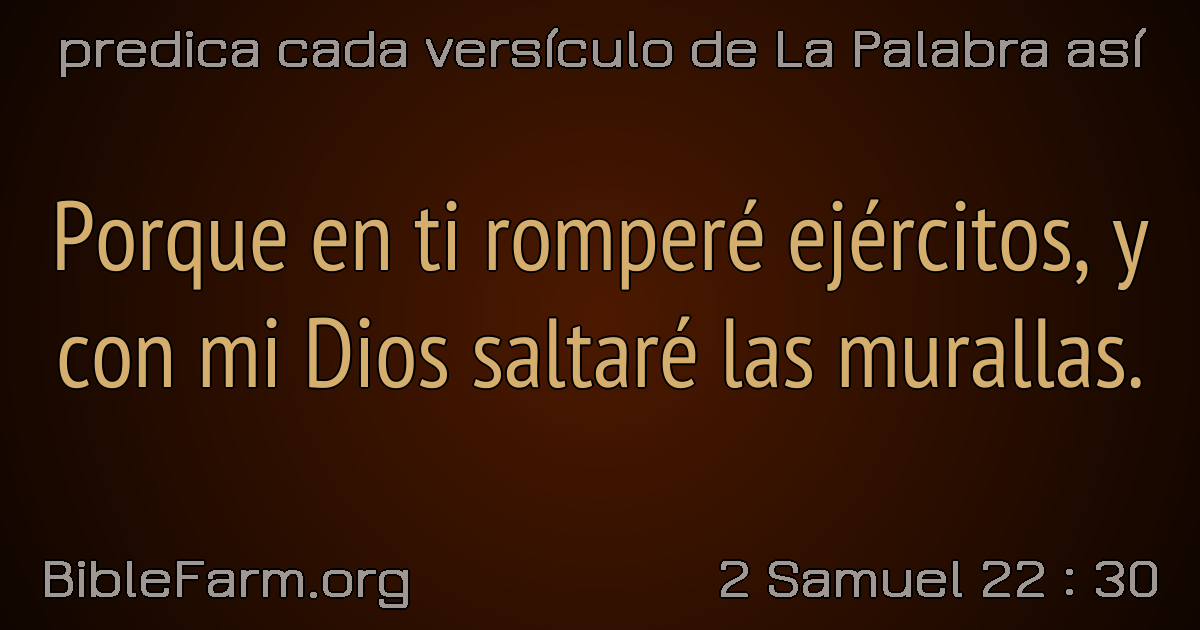 predica cada versículo de La Palabra así
Porque en ti romperé ejércitos, y
con mi Dios saltaré las murallas.
BibleFarm.org
2 Samuel 22 : 30